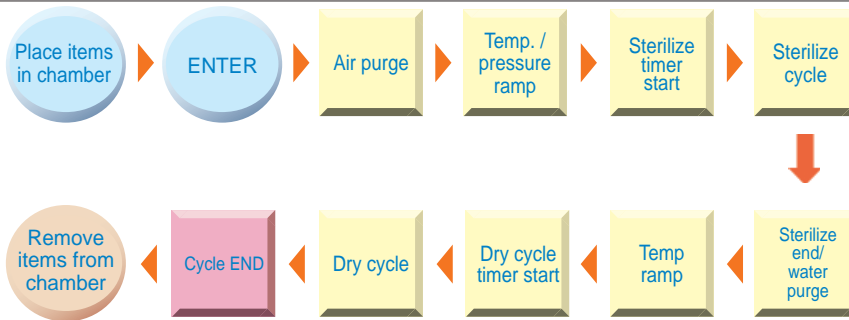 Place items
in chamber
ENTER
Air purge
Temp. /
pressure
ramp
Sterilize
timer
start
Sterilize
cycle
Sterilize
end/
water
purge
Temp
ramp
Dry cycle
timer start
Dry cycle
Cycle END
Remove
items from
chamber